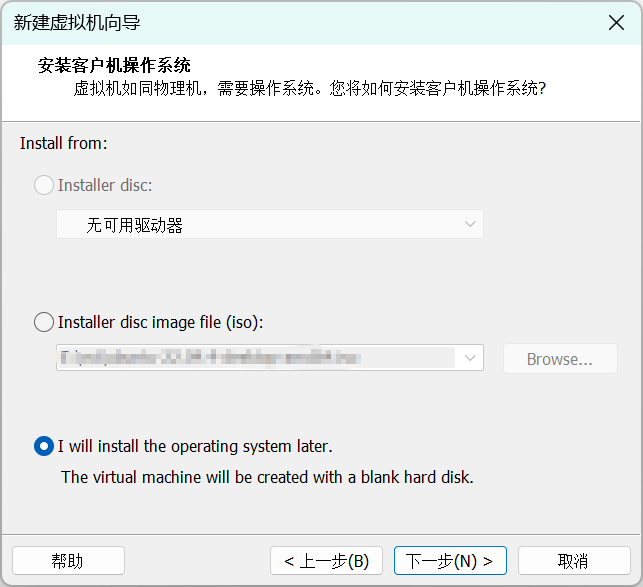 新建虚拟机向导
安装客户机操作系统
虚拟机如同物理机，需要操作系统。您将如何安装客户机操作系统?
Install from:
Installer disc:
无可用驱动器
Installer disc image file (iso):
Browse...
I will install the operating system later.
The virtual machine will be created with a blank hard disk.
帮助
< 上一步(B)
下一步(N) >
取消